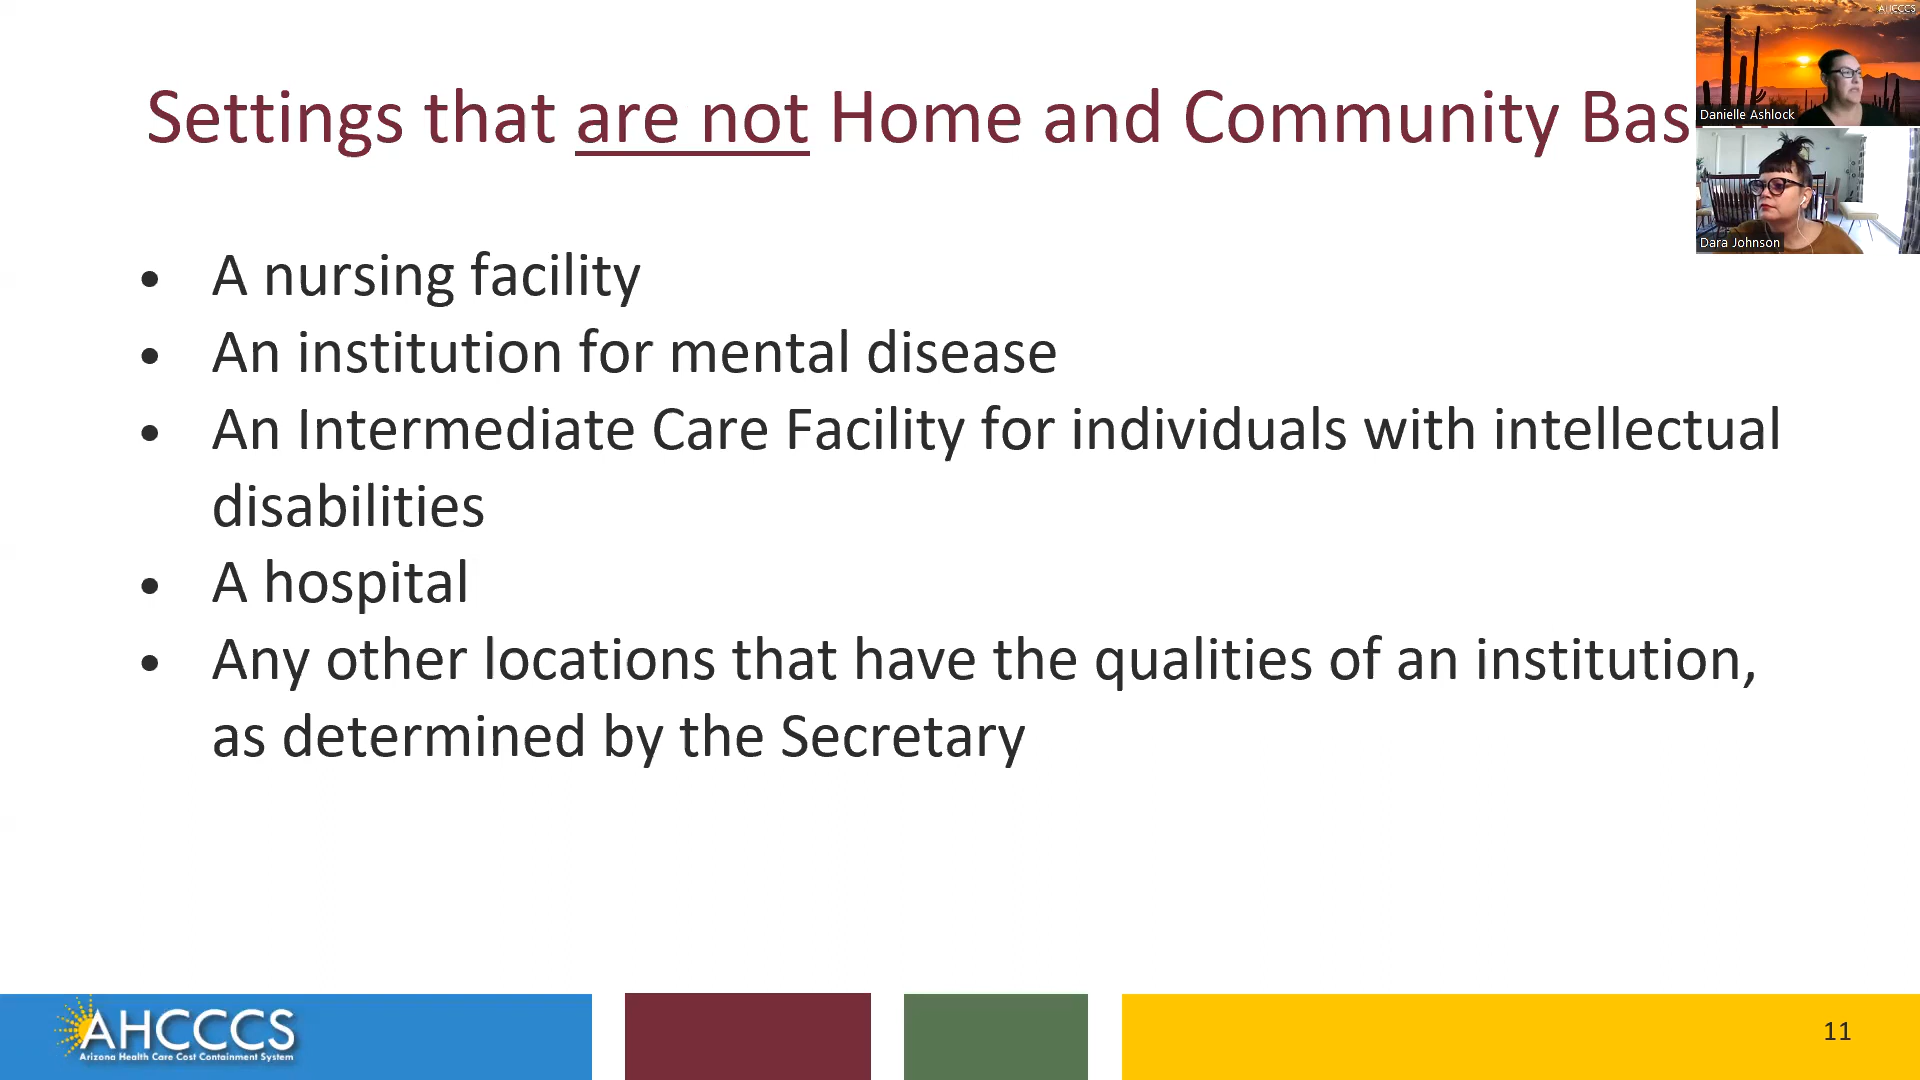 Settings that are not Home and Community Bas
AHCCCS
Danielle Ashlock
Dara Johnson
• A nursing facility
• An institution for mental disease
• An Intermediate Care Facility for individuals with intellectual
disabilities
• A hospital
• Any other locations that have the qualities of an institution,
as determined by the Secretary
AHCCCS
Arizona Health Care Cost Containment System
11